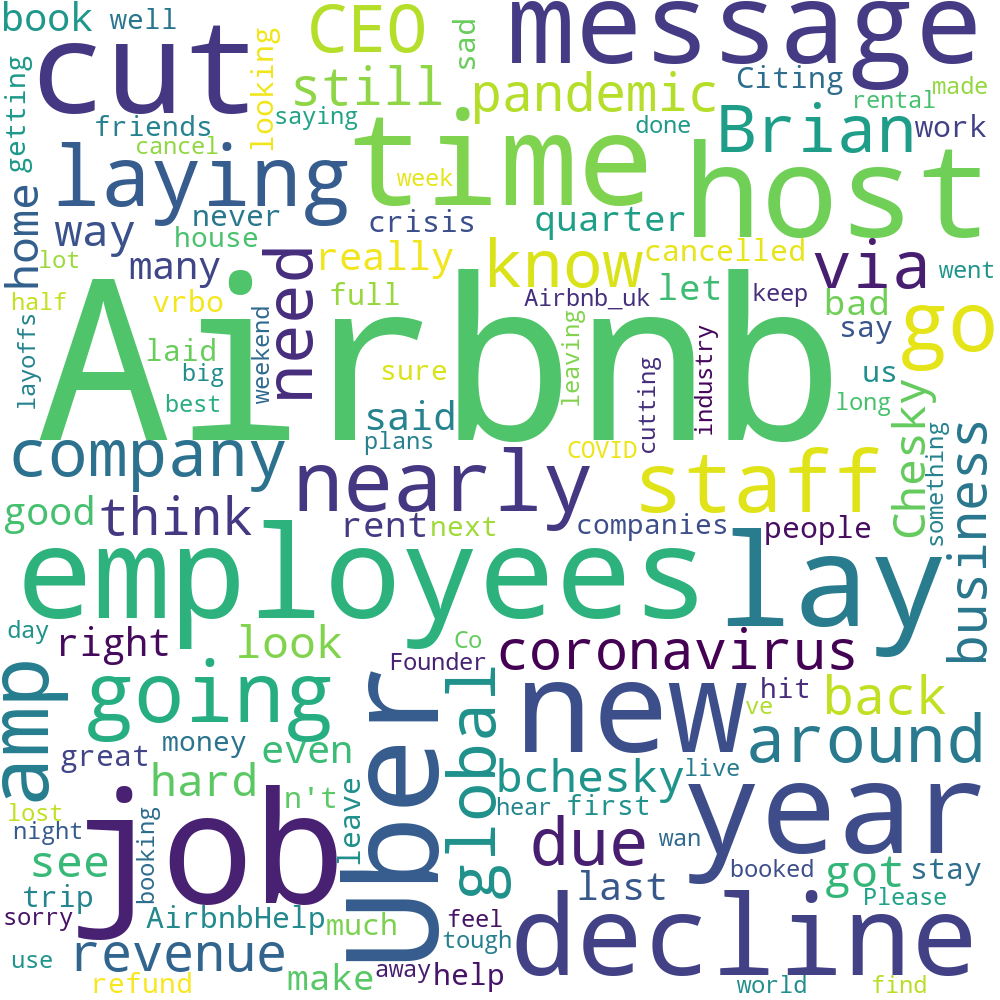 book
well
cut
CEO
message
looking
sad
still
pandemic
Citing
made
rental
getting
friends
saying
cancel
done
Brian
work
laying
time
host
week
home
never
way
house
crisis
quarter
know
cancelled
via
went
lot
many
really
need
half
vrbo
full
Airbnb_uk
let
keep
bad
go
say
layoffs
laid
Airbnb
weekend
leaving
industry
big
sure
us
best
cutting
long
said
Chesky
company
plans
COVID
nearly
staff
something
business
good
think
rent
next
companies
people
employees
lay
day
right
look
Co
Founder
coronavirus
amp
going
Uber
global
new
hit
ve
back
great
money
even
around
hard
n't
bchesky
live
lost
night
job
booking
leave
hear
first
year
see
due
wan
booked
got
stay
trip
last
Please
sorry
AirbnbHelp
much
feel
decline
revenue
tough
use
refund
make
away
help
world
find